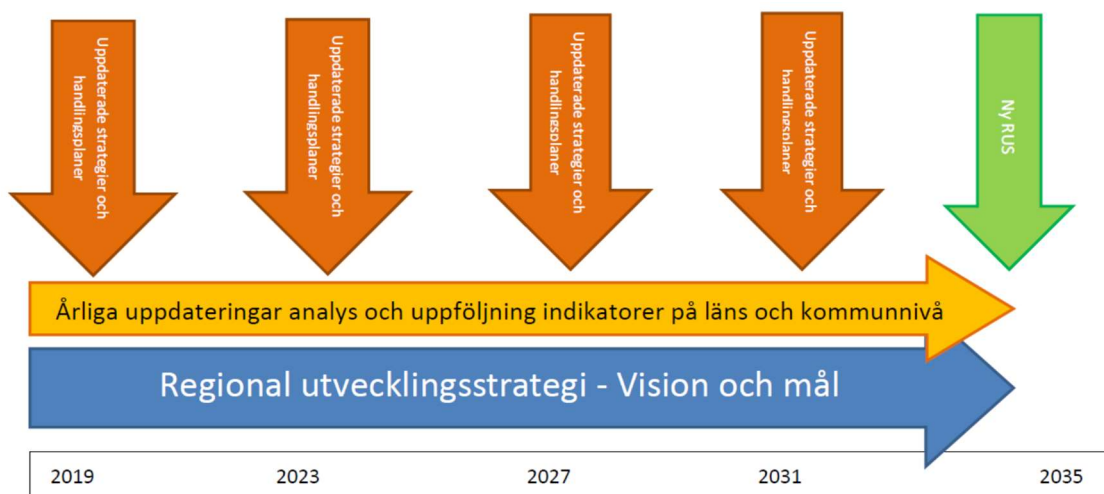 Uppdaterade strategier och
handlingsplaner
Uppdaterade strategier och
handlingsplaner
Uppdaterade strategier och
handlingsplaner
Uppdaterade strategier och
handlingsplaner
Ny RUS
Årliga uppdateringar analys och uppföljning indikatorer på läns och kommunnivå
Regional utvecklingsstrategi - Vision och mål
2019 2023 2027 2031 2035